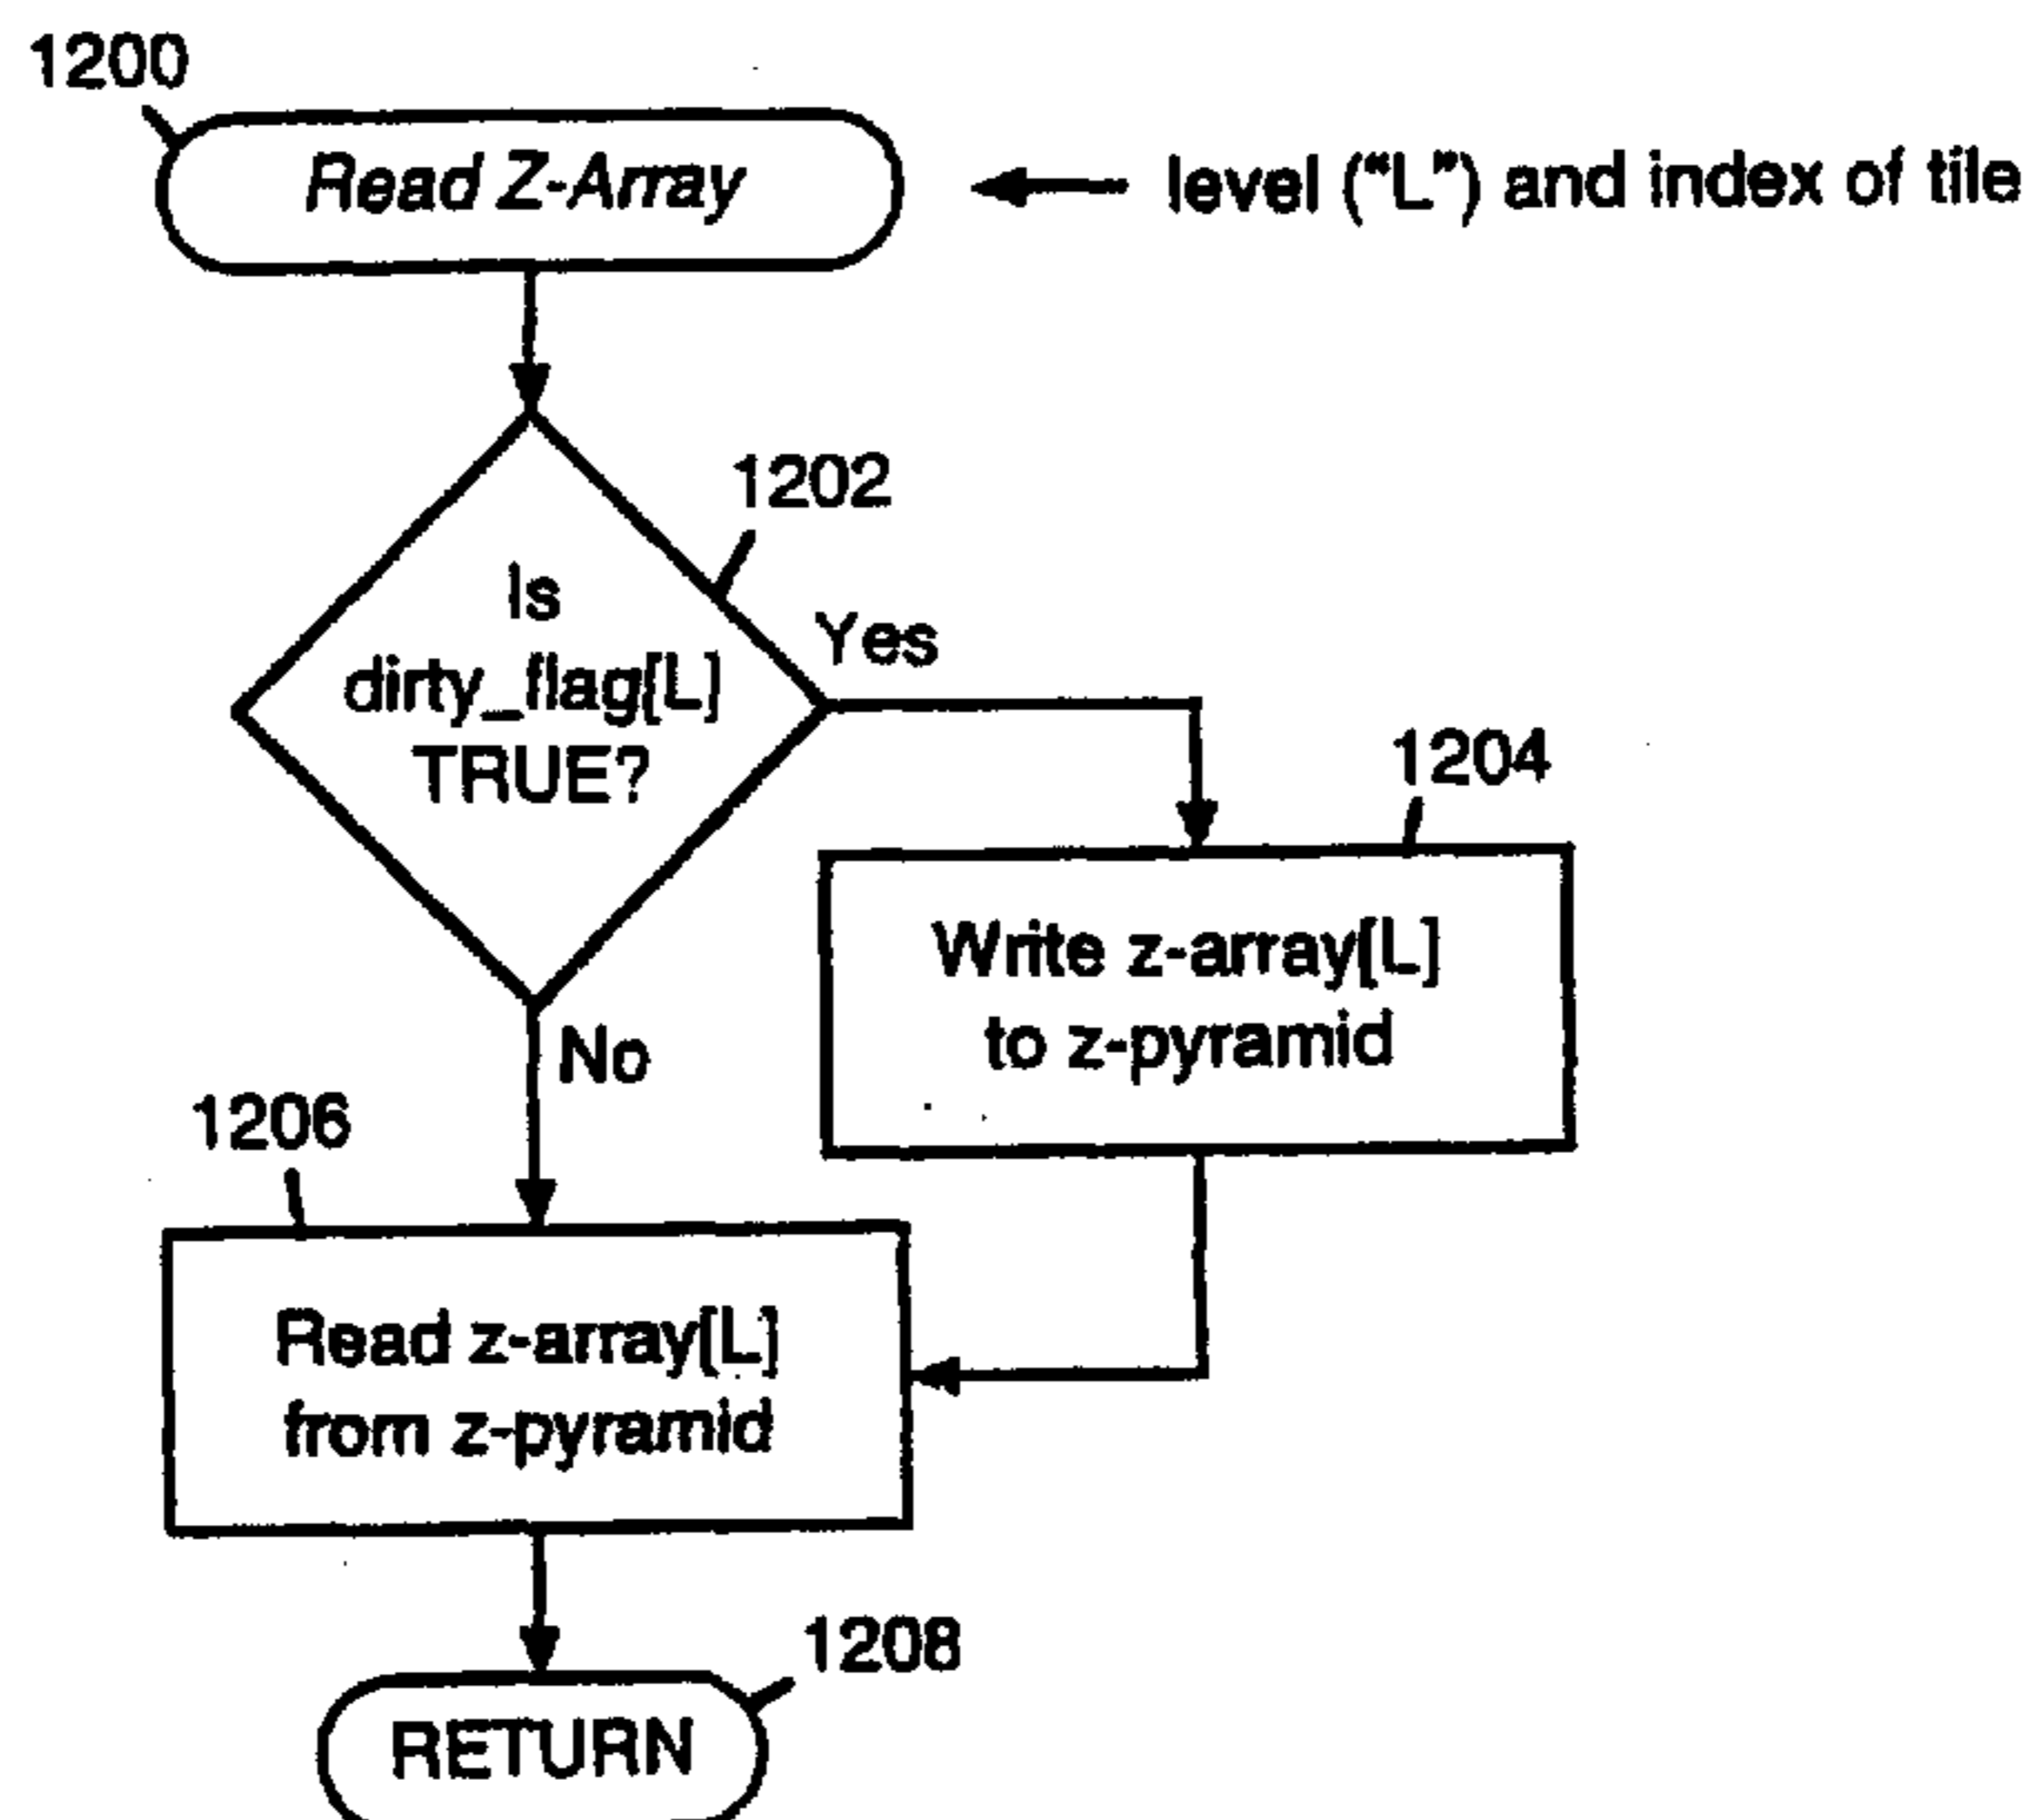 1200
Read Z-Array
level ("L") and index of tile
1202
Is
dirty_flag[L]
TRUE?
Yes
1204
Write z-array[L]
to z-pyramid
No
1206
Read z-array[L]
from z-pyramid
1208
RETURN